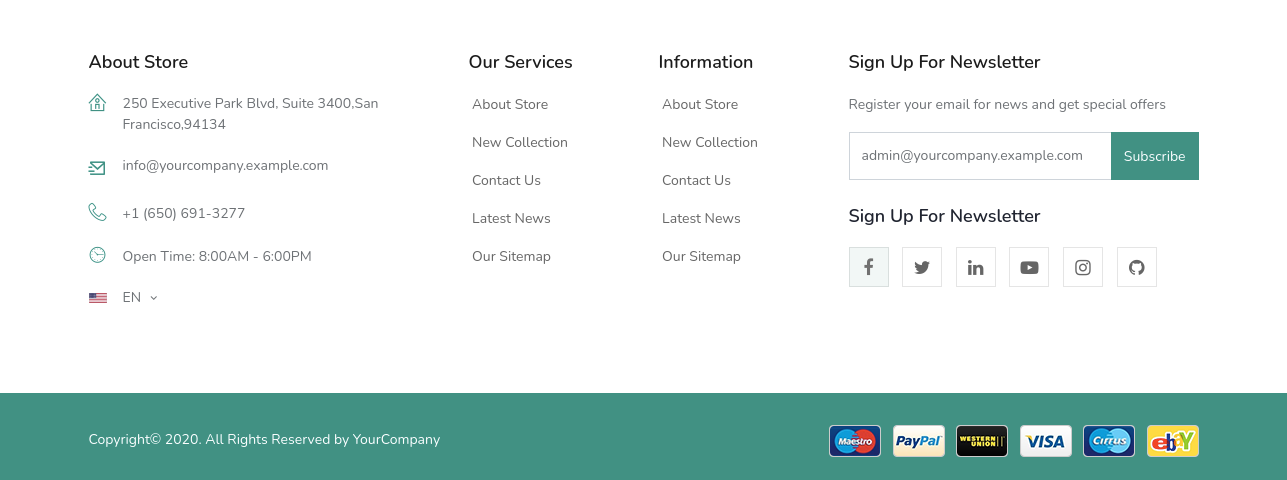 About Store
250 Executive Park Blvd, Suite 3400,San
Francisco,94134
info@yourcompany.example.com
+1 (650) 691-3277
Open Time: 8:00AM - 6:00PM
EN
Our Services
About Store
New Collection
Contact Us
Latest News
Our Sitemap
Information
About Store
New Collection
Contact Us
Latest News
Our Sitemap
Sign Up For Newsletter
Register your email for news and get special offers
admin@yourcompany.example.com
Subscribe
Sign Up For Newsletter
Copyright© 2020. All Rights Reserved by YourCompany
Maestro
PayPal
WESTERN
UNION
VISA
Cirrus
ebY